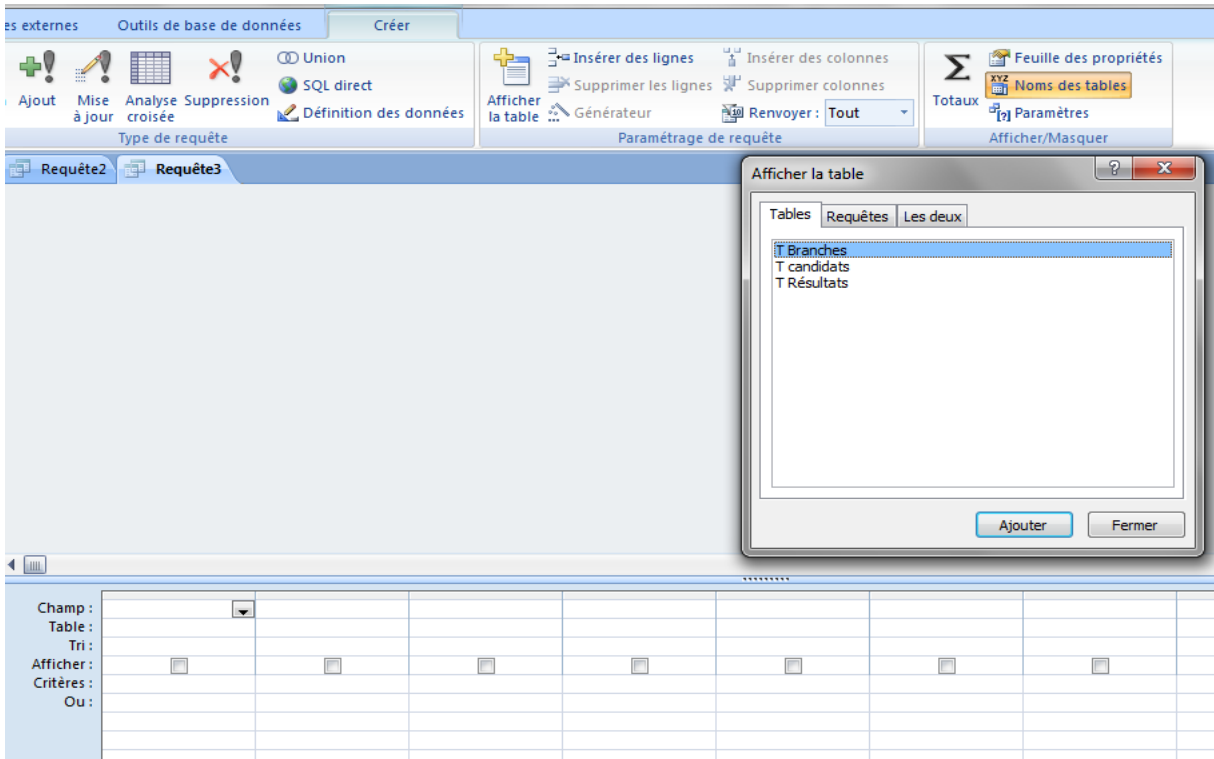 es externes Outils de base de données Créer
Ajout
Mise à jour
Analyse croisée
Suppression
Union
SQL direct
Définition des données
Type de requête
Afficher la table
Insérer des lignes
Supprimer les lignes
Générateur
Insérer des colonnes
Supprimer colonnes
Renvoyer : Tout
Paramétrage de requête
Σ
Totaux
Feuille des propriétés
XYZ
Noms des tables
[?] Paramètres
Afficher/Masquer
Requête2 Requête3
Afficher la table
Tables Requêtes Les deux
T Branches
T candidats
T Résultats
Ajouter Fermer
Champ :
Table :
Tri :
Afficher :
Critères :
Ou :